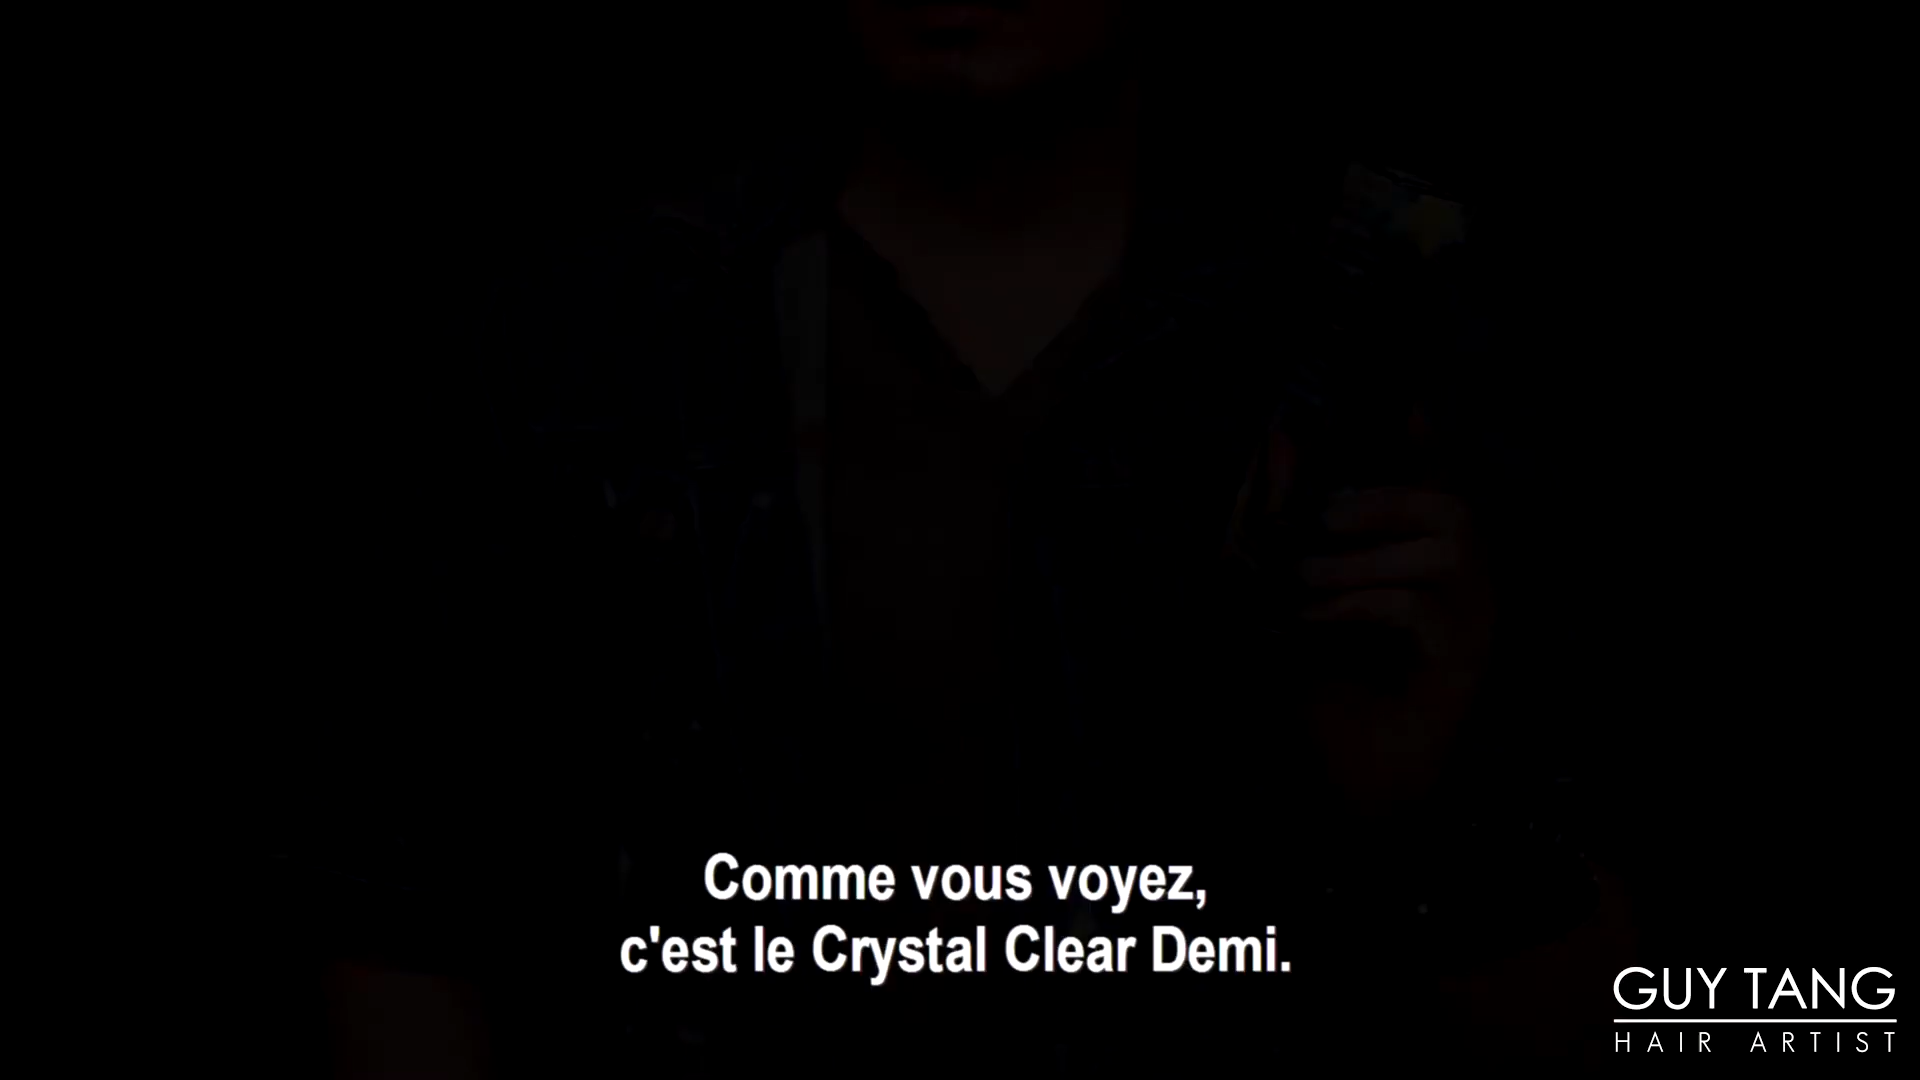 Comme vous voyez,
c'est le Crystal Clear Demi.
GUY TANG
HAIR ARTIST